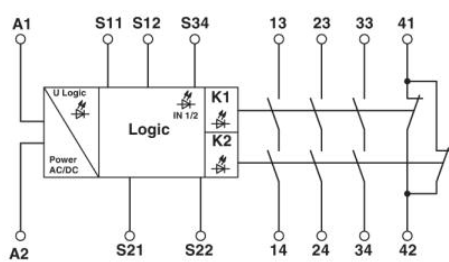 A1 S11 S12 S34 13 23 33 41
U Logic
K1
Logic
IN 1/2
K2
Power
AC/DC
A2 S21 S22 14 24 34 42